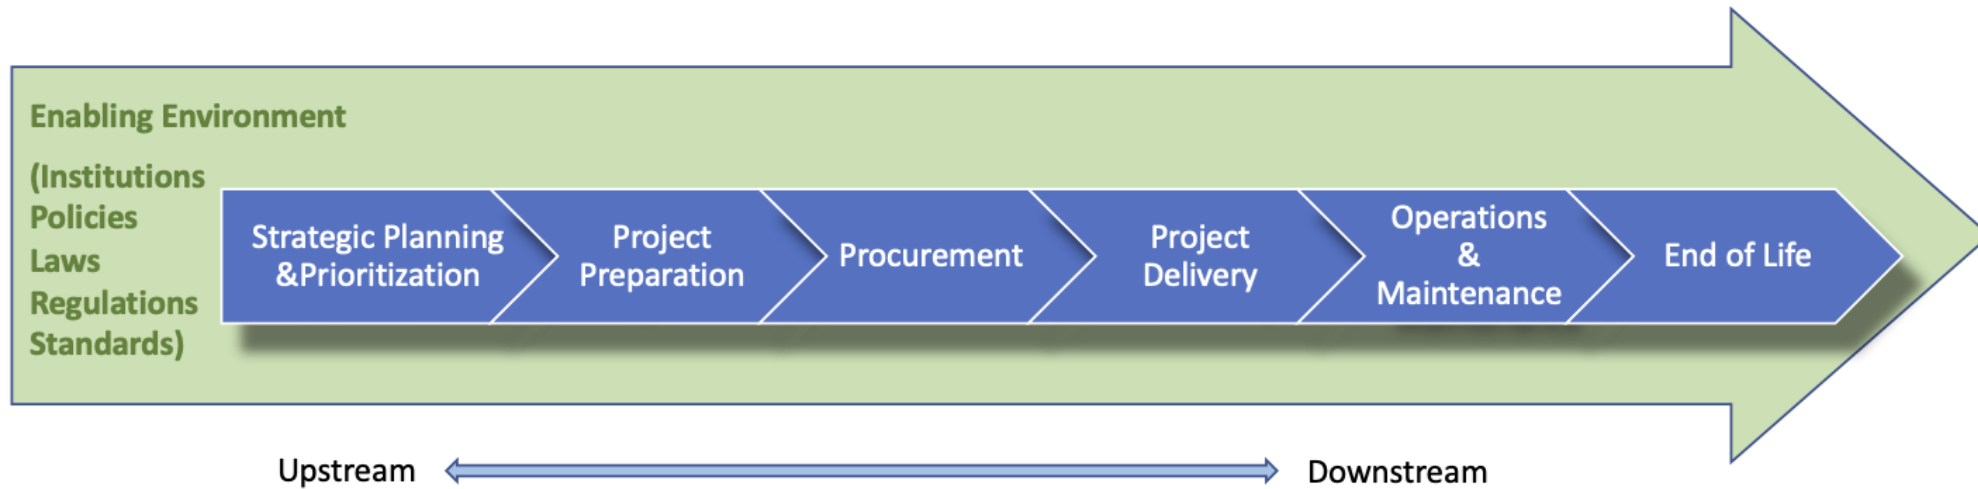 Enabling Environment
(Institutions
Policies
Laws
Regulations
Standards)
Strategic Planning
&Prioritization
Project
Preparation
Procurement
Project
Delivery
Operations
&
Maintenance
End of Life
Upstream
Downstream